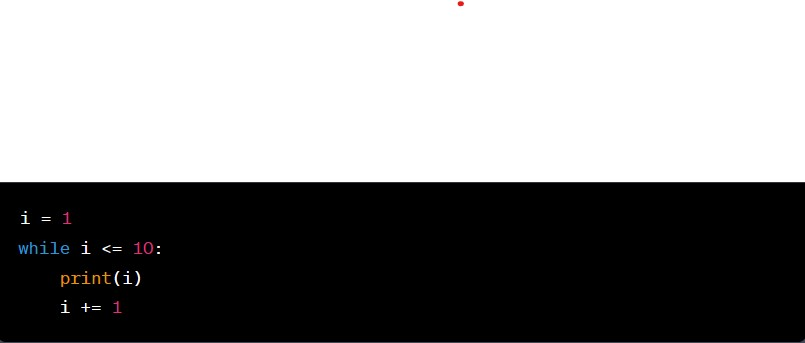 i = 1
while i <= 10:
    print(i)
    i += 1